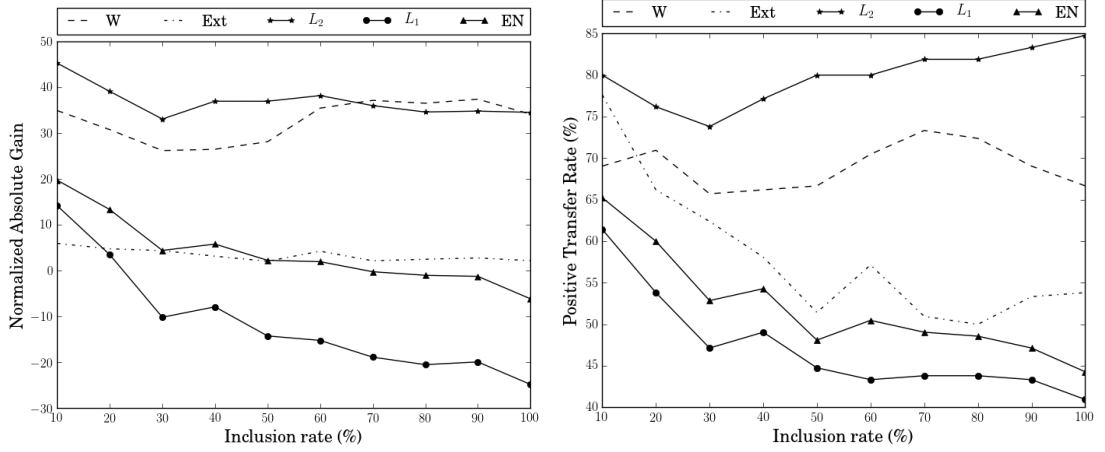 W Ext L₂ L₁ EN
50
40
30
20
10
0
−10
−20
−30
Normalized Absolute Gain
10 20 30 40 50 60 70 80 90 100
Inclusion rate (%)
W Ext L₂ L₁ EN
85
80
75
70
65
60
55
50
45
40
Positive Transfer Rate (%)
10 20 30 40 50 60 70 80 90 100
Inclusion rate (%)